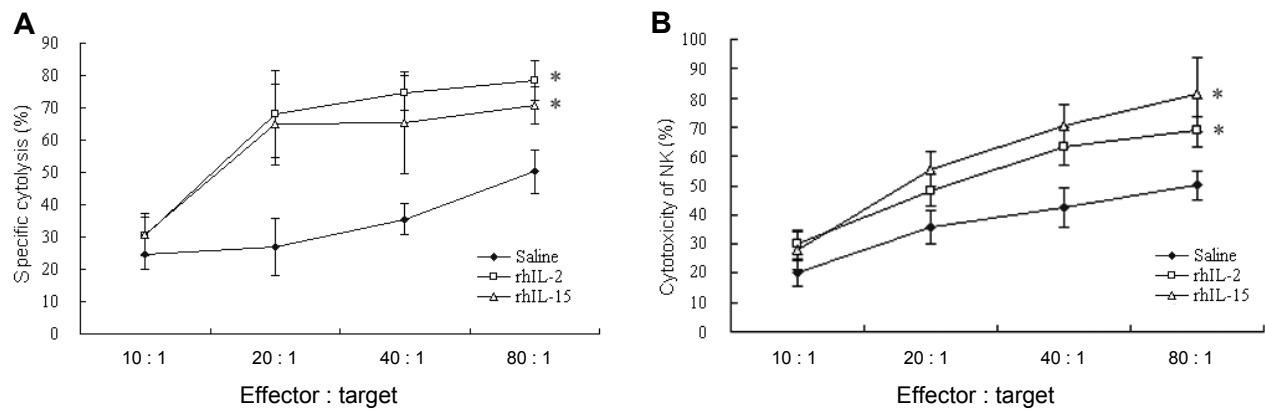 A
Specific cytolysis (%)
90
80
70
60
50
40
30
20
10
0
*
*
Saline
rhIL-2
rhIL-15
10 : 1
20 : 1
40 : 1
80 : 1
Effector : target
B
Cytotoxicity of NK (%)
100
90
80
70
60
50
40
30
20
10
0
*
*
Saline
rhIL-2
rhIL-15
10 : 1
20 : 1
40 : 1
80 : 1
Effector : target